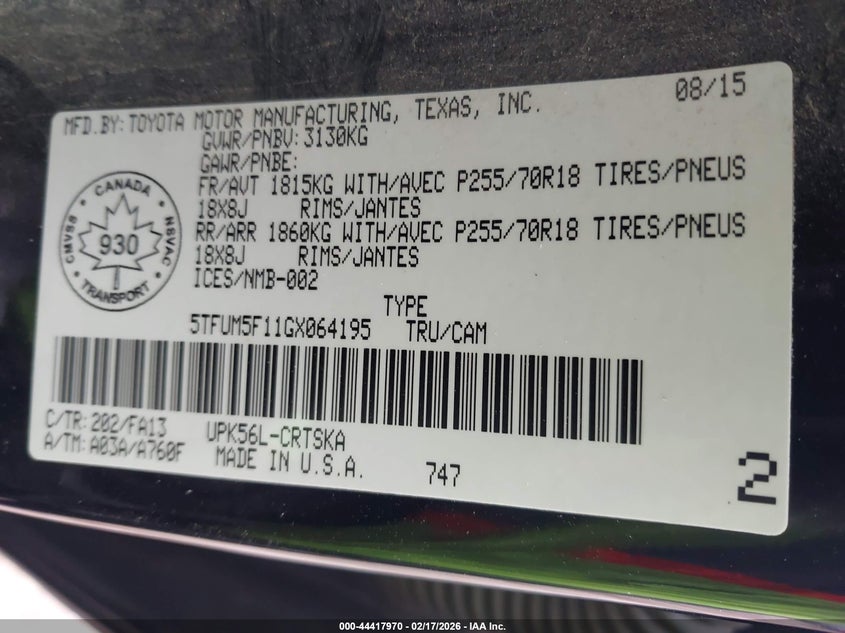 MFD.BY: TOYOTA MOTOR MANUFACTURING, TEXAS, INC. 08/15
GVWR/PNBV: 3130KG
GAWR/PNBE:
FR/AVT 1815KG WITH/AVEC P255/70R18 TIRES/PNEUS
18X8J RIMS/JANTES
RR/ARR 1860KG WITH/AVEC P255/70R18 TIRES/PNEUS
18X8J RIMS/JANTES
ICES/NMB-002
CANADA
CMVSS 930 NSVAC
TRANSPORT
TYPE
5TFUM5F11GX064195 TRU/CAM
C/TR: 202/FA13 UPK56L-CRTSKA
A/TM: A03A/A760F MADE IN U.S.A. 747
2
000-44417970 - 02/17/2026 - IAA Inc.